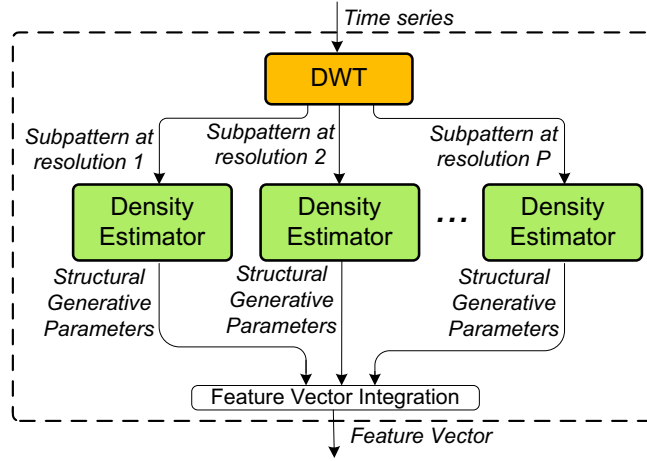 Time series
DWT
Subpattern at
resolution 1
Subpattern at
resolution 2
Subpattern at
resolution P
Density
Estimator
Density
Estimator
...
Density
Estimator
Structural
Generative
Parameters
Structural
Generative
Parameters
Structural
Generative
Parameters
Feature Vector Integration
Feature Vector